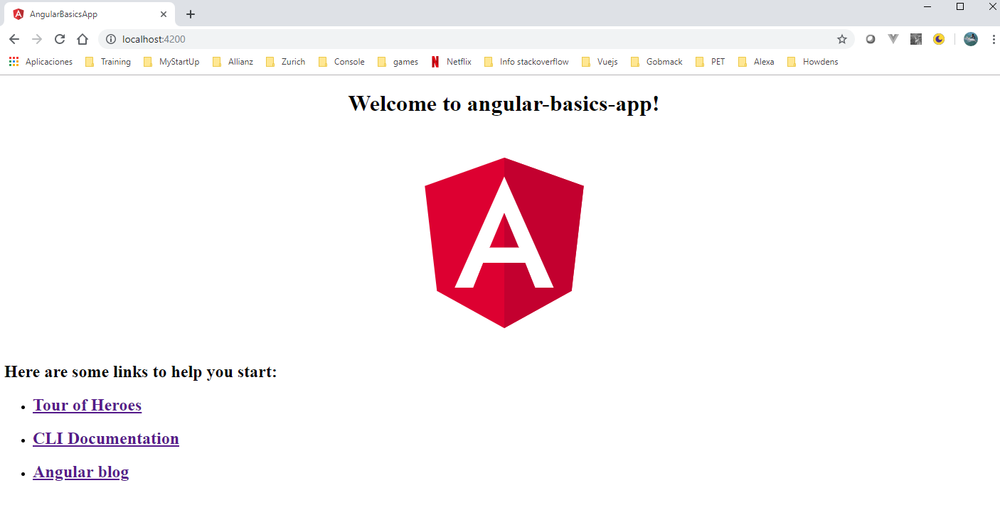 AngularBasicsApp
localhost:4200
Aplicaciones Training MyStartUp Allianz Zurich Console games Netflix Info stackoverflow Vuejs Gobmack PET Alexa Howdens
Welcome to angular-basics-app!
A
Here are some links to help you start:
Tour of Heroes
CLI Documentation
Angular blog